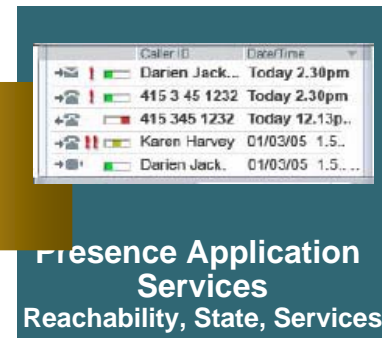 Caller ID Date/Time
! Darien Jack... Today 2.30pm
! 415 3 45 1232 Today 2.30pm
415 345 1232 Today 12.13p..
!! Karen Harvey 01/03/05 1.5..
Darien Jack. 01/03/05 1.5.. ..
Presence Application
Services
Reachability, State, Services